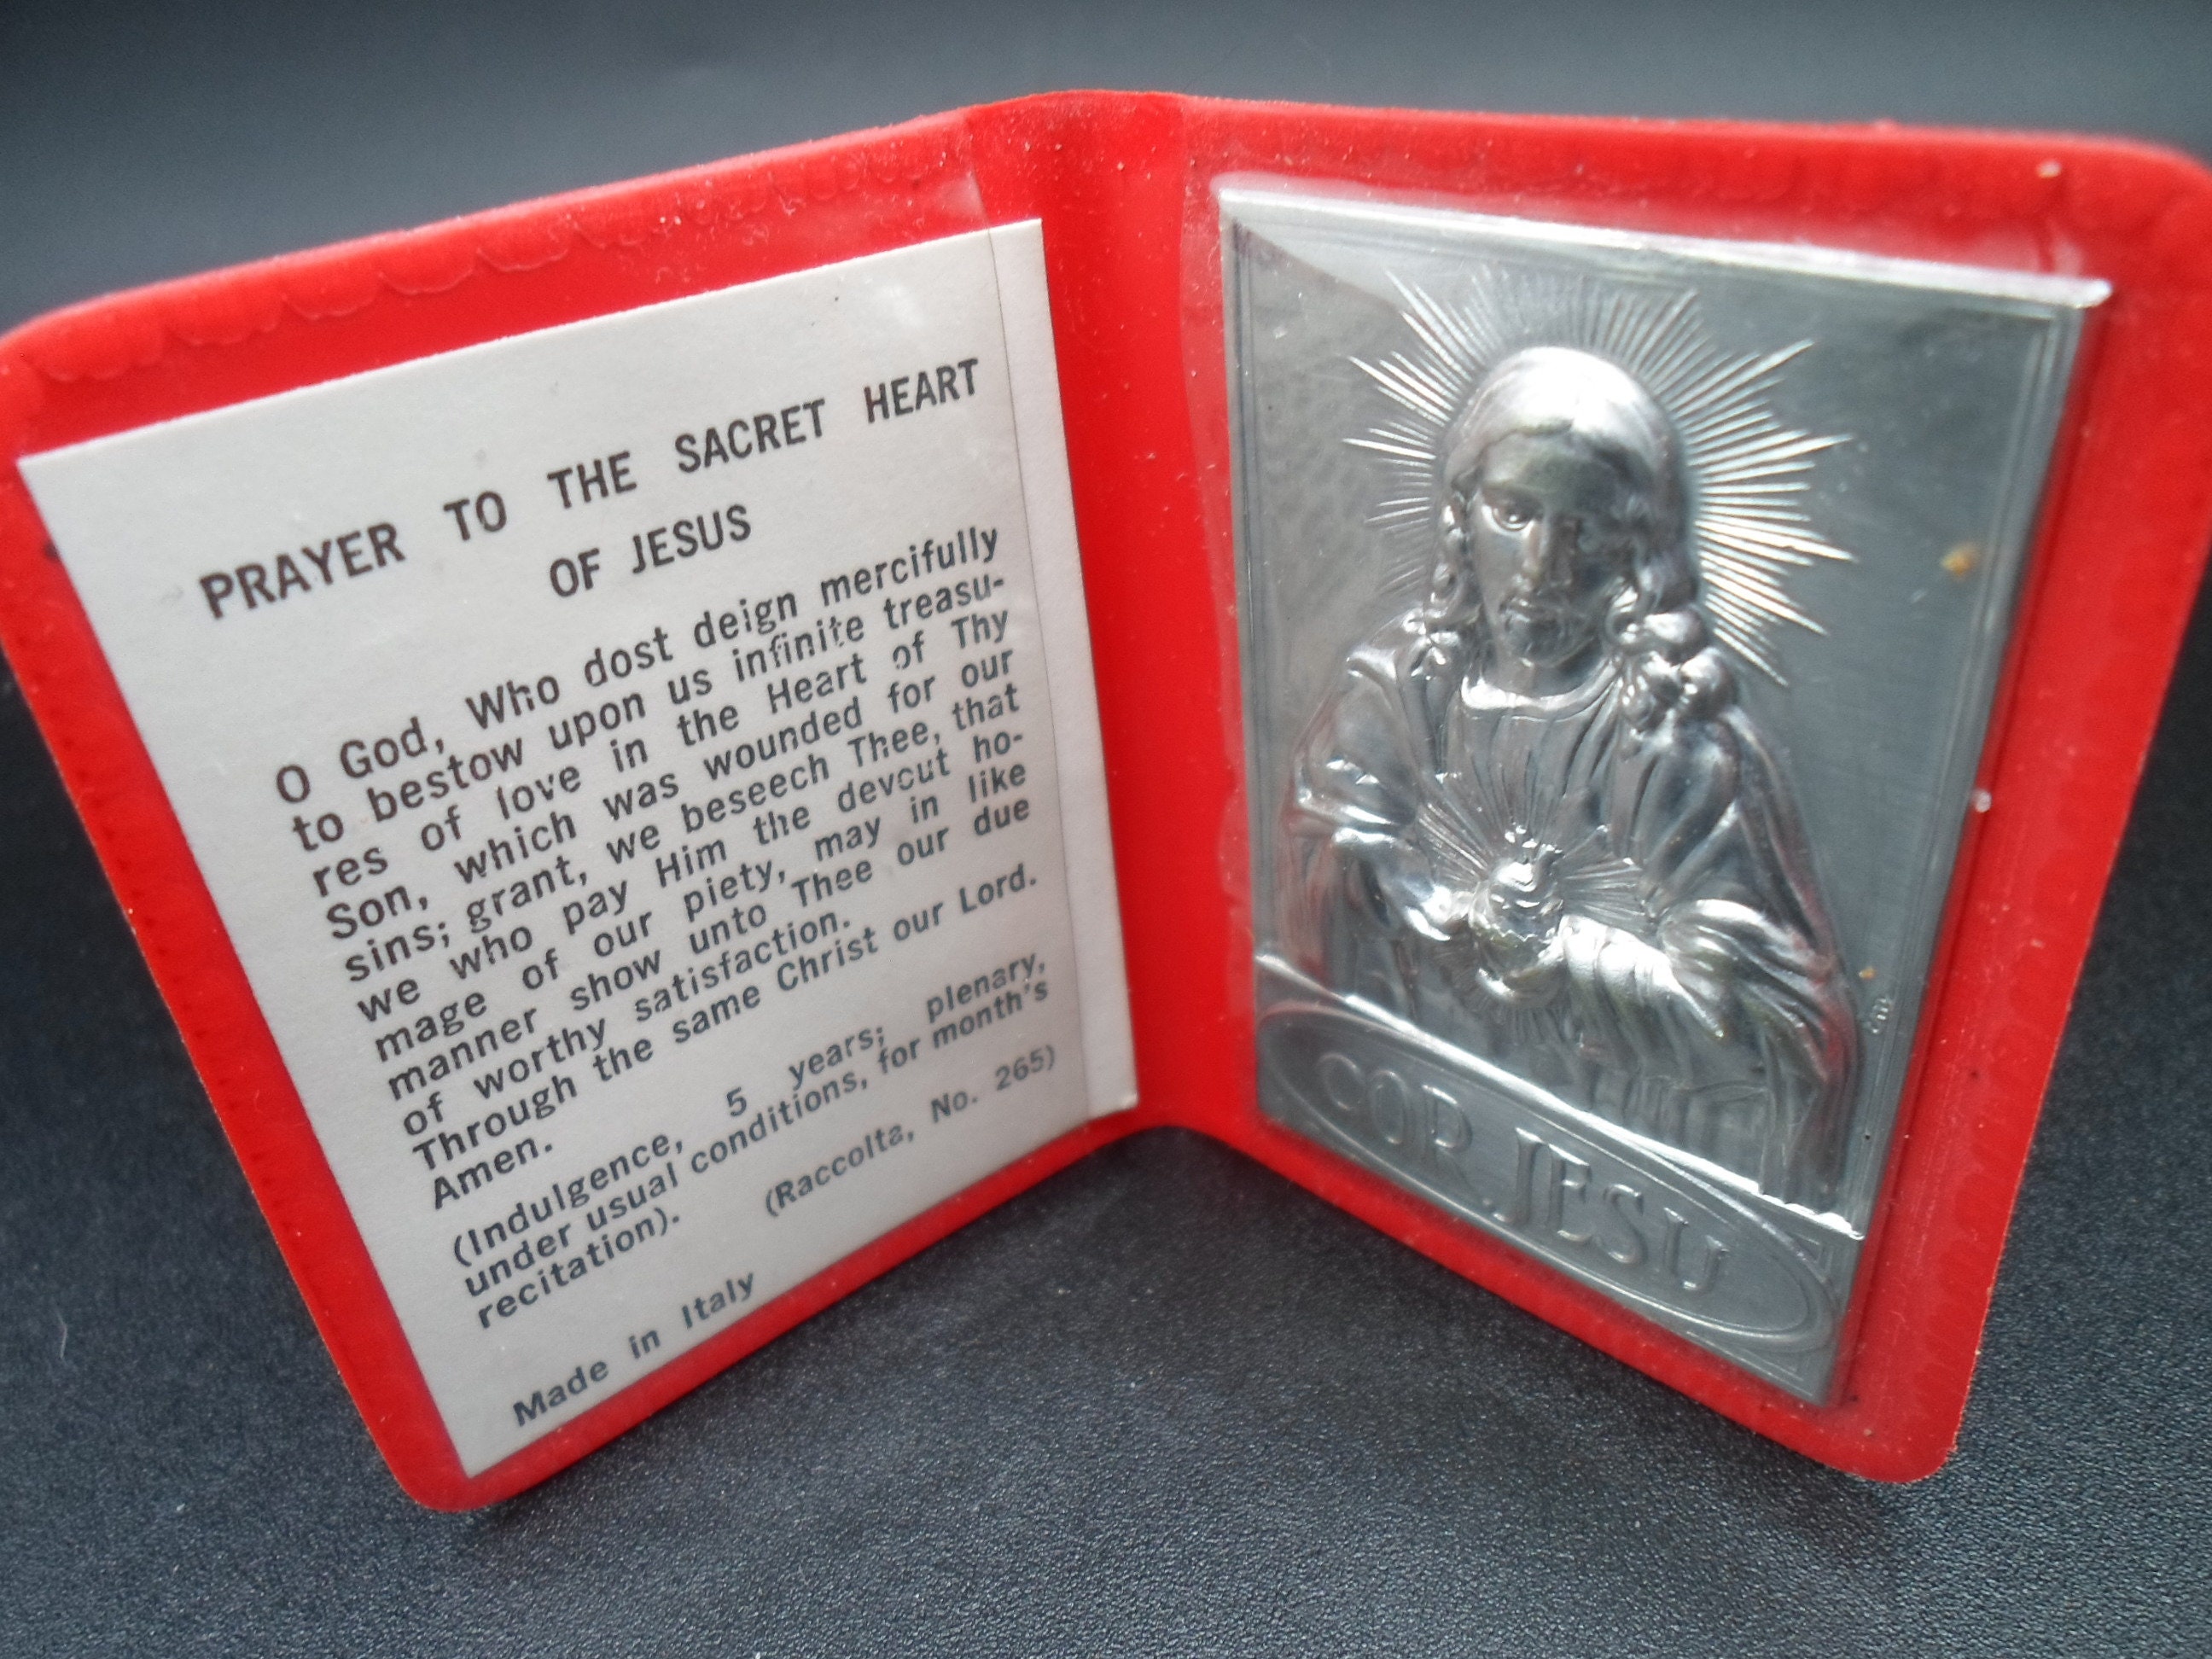 PRAYER TO THE SACRET HEART
OF JESUS
O God, Who dost deign mercifully
to bestow upon us infinite treasu-
res of love in the Heart of Thy
Son, which was wounded for our
sins; grant, we beseech Thee, that
we who pay Him the devout ho-
mage of our piety, may in like
manner show unto Thee our due
of worthy satisfaction.
Through the same Christ our Lord.
Amen.
(Indulgence, 5 years; plenary,
under usual conditions, for month's
recitation).
(Raccolta, No. 265)
Made in Italy
COR JESU